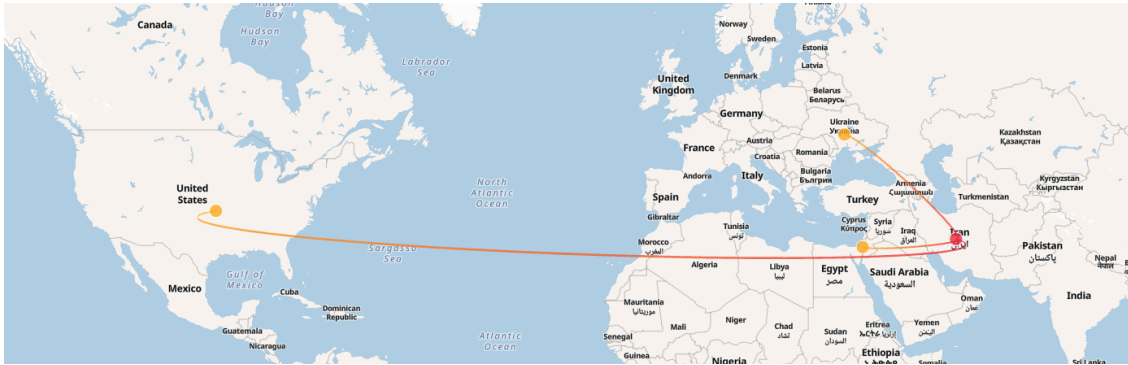 Hudson
Bay
Canada
Hudson
Bay
Labrador
Sea
Norway
Sweden
Estonia
Latvia
United
Kingdom
Denmark
Belarus
Беларусь
Germany
Ukraine
Україна
Kazakhstan
Қазақстан
Austria
France
Croatia
Romania
Andorra
Italy
Bulgaria
България
Kyrgyzstan
Кыргызстан
Armenia
Հայաստան
United
States
North
Atlantic
Ocean
Spain
Gibraltar
Turkey
Turkmenistan
Cyprus
Κύπρος
Syria
سوريا
Iraq
العراق
Iran
ایران
Tunisia
تونس
Morocco
المغرب
Sargasso
Sea
Algeria
Libya
ليبيا
Egypt
مصر
Saudi Arabia
السعودية
Pakistan
پاکستان
Nepal
नेपाल
Gulf of
Mexico
Mexico
Cuba
Dominican
Republic
India
Oman
عمان
Mauritania
موريتانيا
Mali
Niger
Chad
تشاد
Sudan
السودان
Eritrea
Yemen
اليمن
Guatemala
Nicaragua
Atlantic
Ocean
Senegal
Guinea
Nigeria
Ethiopia
Somalia
Sri Lanka